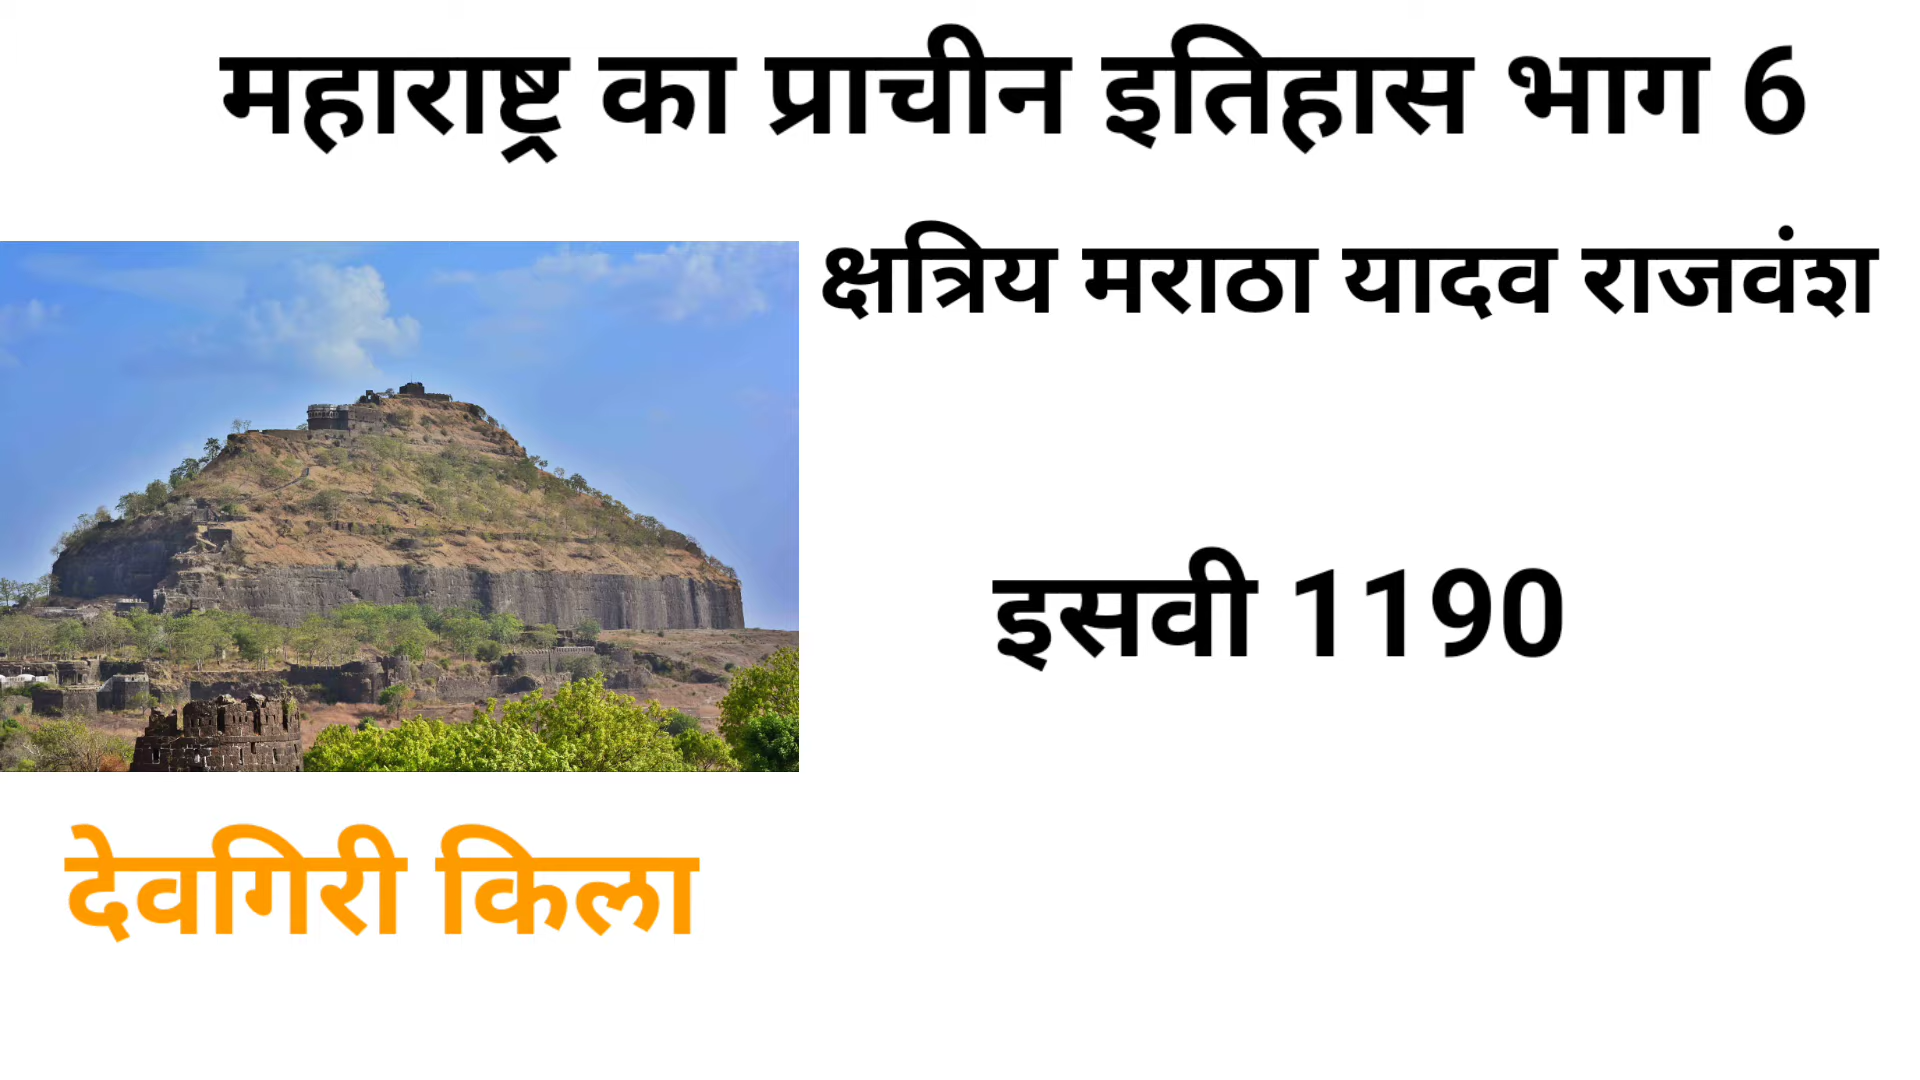 महाराष्ट्र का प्राचीन इतिहास भाग 6
क्षत्रिय मराठा यादव राजवंश
इसवी 1190
देवगिरी किला